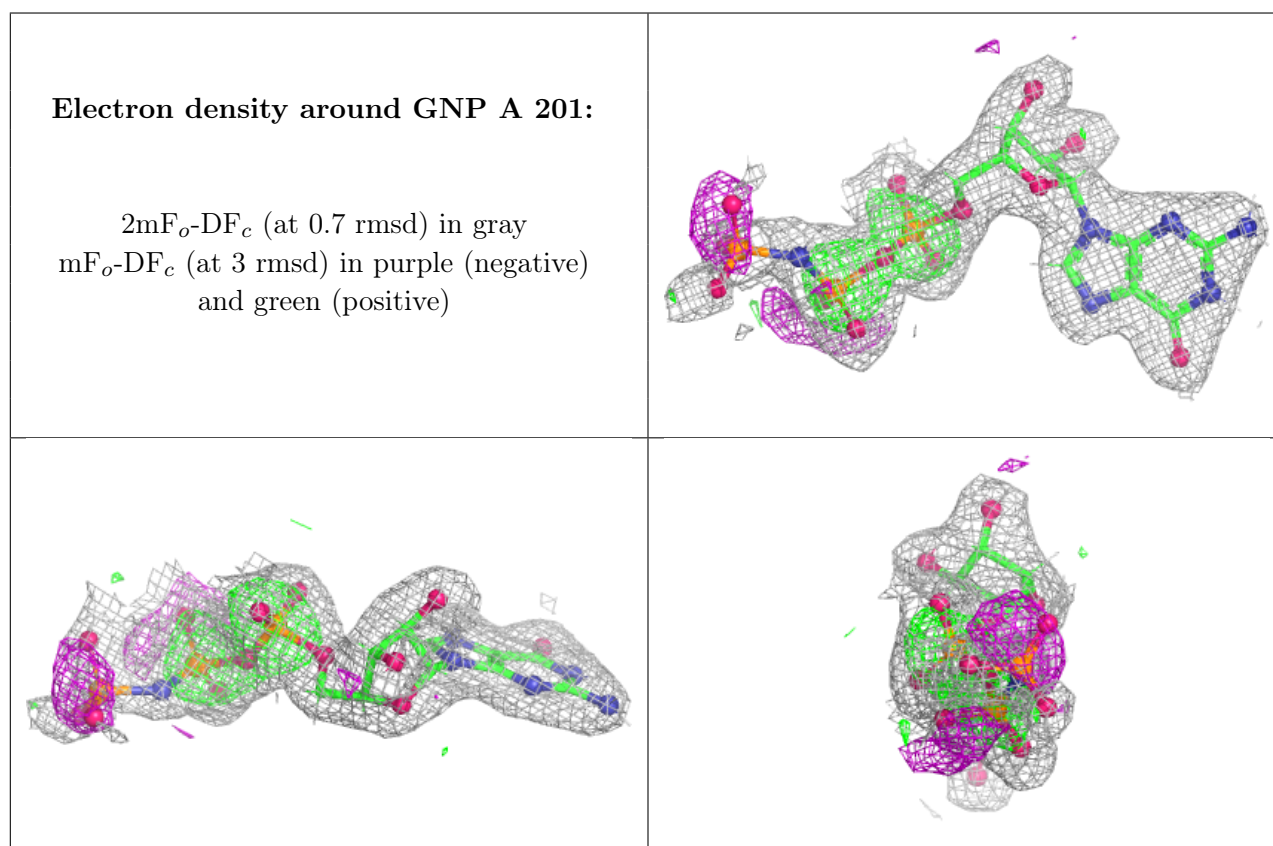 Electron density around GNP A 201:
2mFo-DFc (at 0.7 rmsd) in gray
mFo-DFc (at 3 rmsd) in purple (negative)
and green (positive)